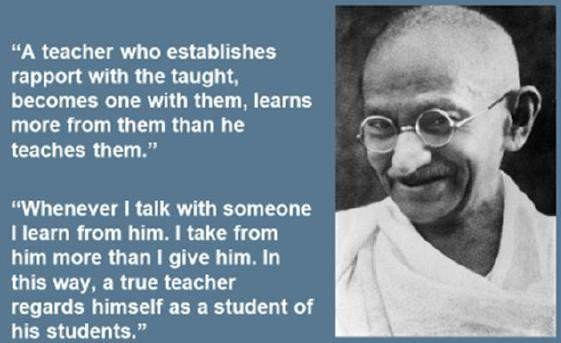 “A teacher who establishes
rapport with the taught,
becomes one with them, learns
more from them than he
teaches them.”
“Whenever I talk with someone
I learn from him. I take from
him more than I give him. In
this way, a true teacher
regards himself as a student of
his students.”